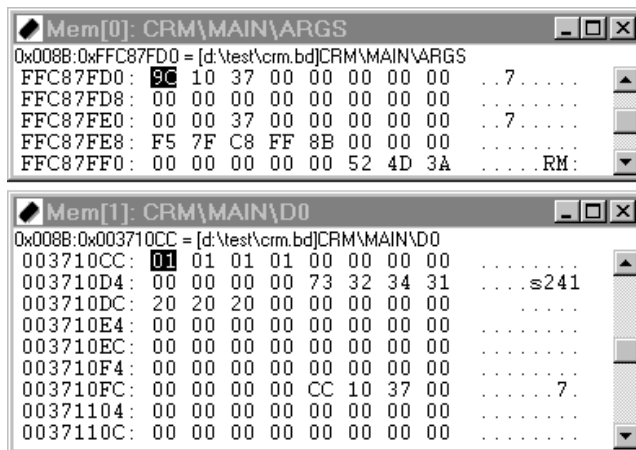 Mem[0]: CRM\MAIN\ARGS
0x008B:0xFFC87FD0 = [d:\test\crm.bd]CRM\MAIN\ARGS
FFC87FD0: 9C 10 37 00 00 00 00 00 ..7.....
FFC87FD8: 00 00 00 00 00 00 00 00 ........
FFC87FE0: 00 00 37 00 00 00 00 00 ..7.....
FFC87FE8: F5 7F C8 FF 8B 00 00 00 ........
FFC87FF0: 00 00 00 00 00 52 4D 3A .....RM:
Mem[1]: CRM\MAIN\D0
0x008B:0x003710CC = [d:\test\crm.bd]CRM\MAIN\D0
003710CC: 01 01 01 01 00 00 00 00 ........
003710D4: 00 00 00 00 73 32 34 31 ....s241
003710DC: 20 20 20 00 00 00 00 00 .....
003710E4: 00 00 00 00 00 00 00 00 ........
003710EC: 00 00 00 00 00 00 00 00 ........
003710F4: 00 00 00 00 00 00 00 00 ........
003710FC: 00 00 00 00 CC 10 37 00 ......7.
00371104: 00 00 00 00 00 00 00 00 ........
0037110C: 00 00 00 00 00 00 00 00 ........